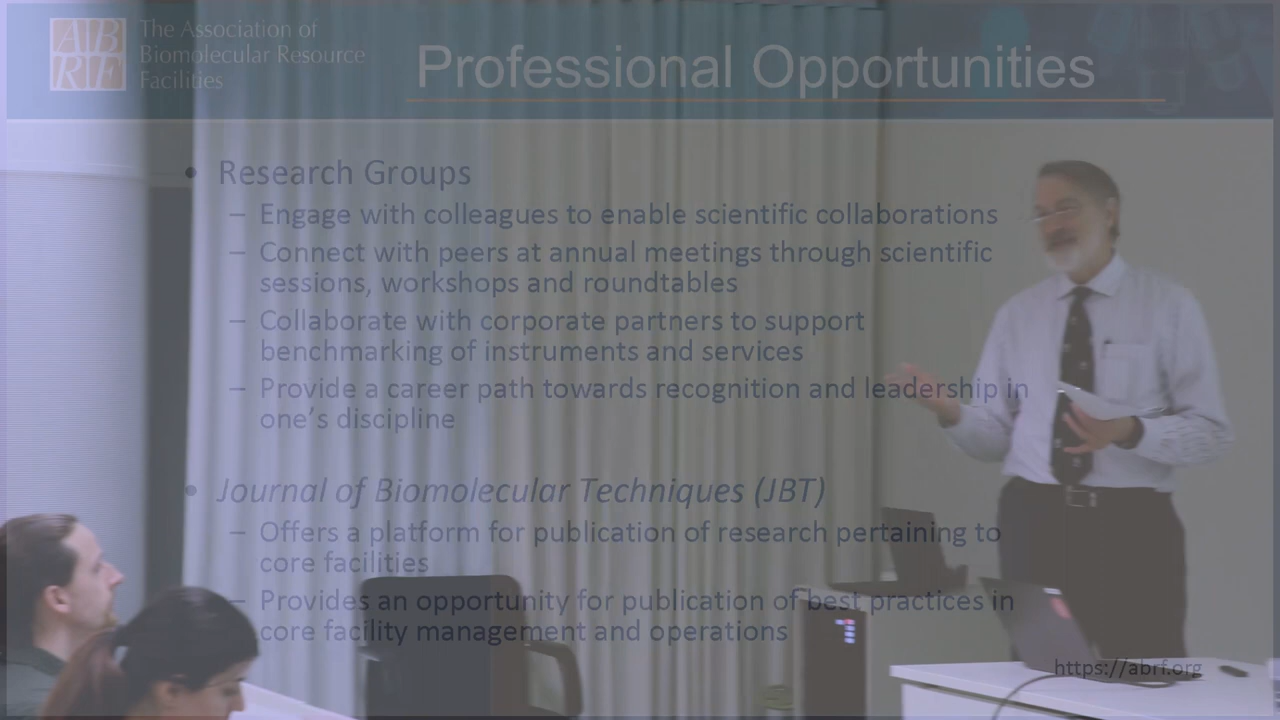 The Association of
Biomolecular Resource
Facilities
AB
RF
Professional Opportunities
• Research Groups
– Engage with colleagues to enable scientific collaborations
– Connect with peers at annual meetings through scientific
sessions, workshops and roundtables
– Collaborate with corporate partners to support
benchmarking of instruments and services
– Provide a career path towards recognition and leadership in
one's discipline
• Journal of Biomolecular Techniques (JBT)
– Offers a platform for publication of research pertaining to
core facilities
– Provides an opportunity for publication of best practices in
core facility management and operations
https://abrf.org